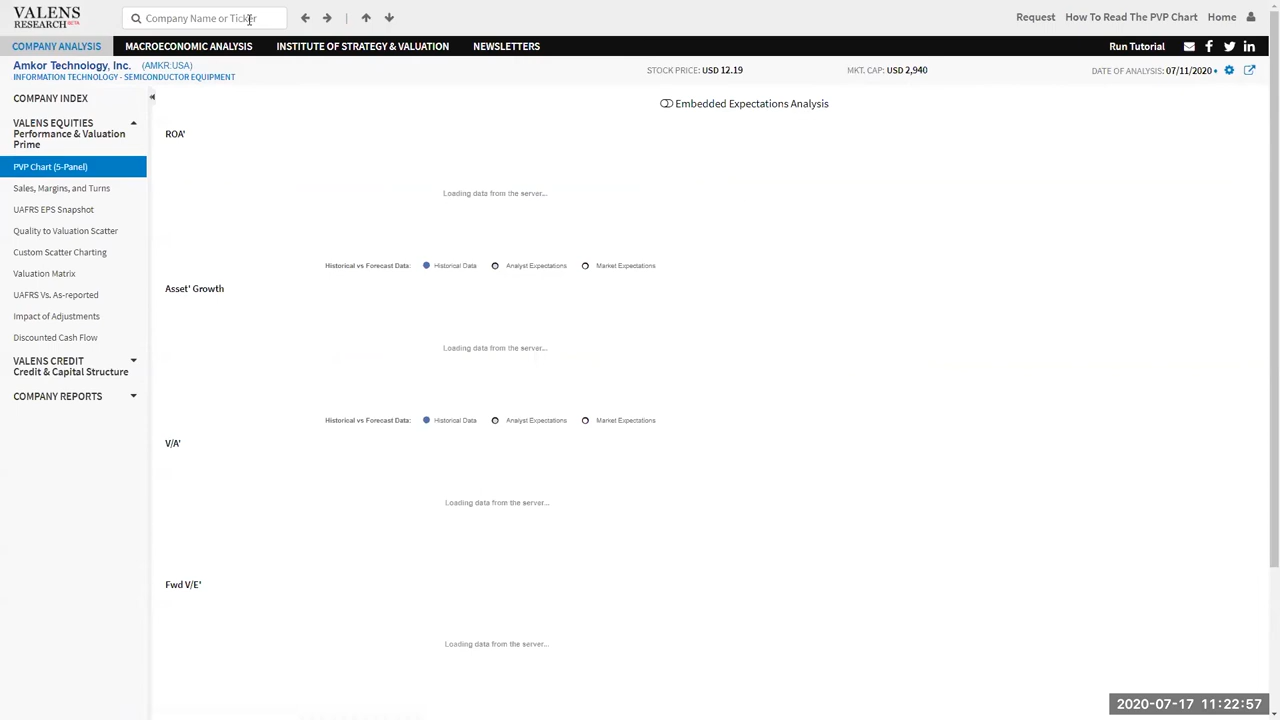 VALENS
RESEARCH BETA
Company Name or Ticker
Request
How To Read The PVP Chart
Home
COMPANY ANALYSIS
MACROECONOMIC ANALYSIS
INSTITUTE OF STRATEGY & VALUATION
NEWSLETTERS
Run Tutorial
Amkor Technology, Inc. (AMKR:USA)
INFORMATION TECHNOLOGY - SEMICONDUCTOR EQUIPMENT
STOCK PRICE: USD 12.19
MKT. CAP: USD 2,940
DATE OF ANALYSIS: 07/11/2020
COMPANY INDEX
VALENS EQUITIES
Performance & Valuation
Prime
PVP Chart (5-Panel)
Sales, Margins, and Turns
UAFRS EPS Snapshot
Quality to Valuation Scatter
Custom Scatter Charting
Valuation Matrix
UAFRS Vs. As-reported
Impact of Adjustments
Discounted Cash Flow
VALENS CREDIT
Credit & Capital Structure
COMPANY REPORTS
Embedded Expectations Analysis
ROA'
Loading data from the server...
Historical vs Forecast Data: Historical Data Analyst Expectations Market Expectations
Asset' Growth
Loading data from the server...
Historical vs Forecast Data: Historical Data Analyst Expectations Market Expectations
V/A'
Loading data from the server...
Fwd V/E'
Loading data from the server...
2020-07-17 11:22:57